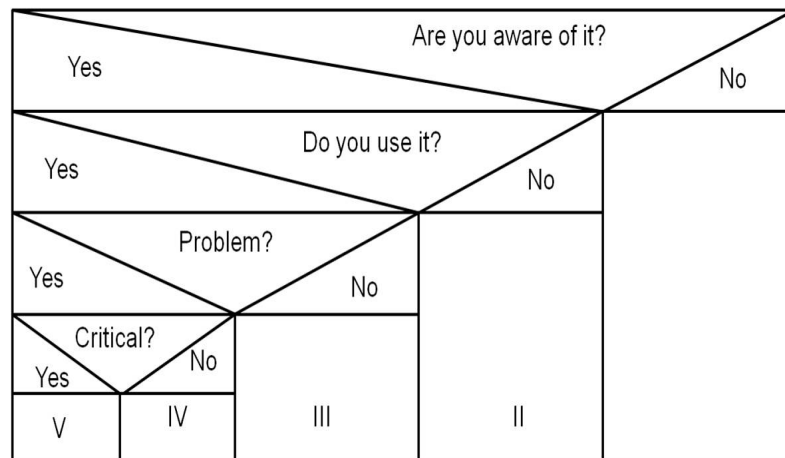 Are you aware of it?
Yes
No
Do you use it?
Yes
No
Problem?
Yes
No
Critical?
Yes
No
V
IV
III
II